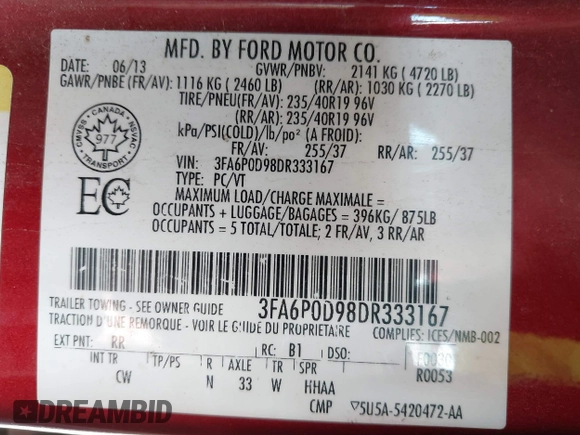 MFD. BY FORD MOTOR CO.
DATE: 06/13 GVWR/PNBV: 2141 KG ( 4720 LB)
GAWR/PNBE (FR/AV): 1116 KG ( 2460 LB) (RR/AR): 1030 KG ( 2270 LB)
TIRE/PNEU(FR/AV): 235/40R19 96V
(RR/AR): 235/40R19 96V
kPa/PSI(COLD)/lb/po² (A FROID):
FR/AV: 255/37 RR/AR: 255/37
CANADA
CMVSS NSVAC
977
TRANSPORT
VIN: 3FA6P0D98DR333167
TYPE: PC/VT
EC
MAXIMUM LOAD/CHARGE MAXIMALE =
OCCUPANTS + LUGGAGE/BAGAGES = 396KG/ 875LB
OCCUPANTS = 5 TOTAL/TOTALE; 2 FR/AV, 3 RR/AR
TRAILER TOWING - SEE OWNER GUIDE 3FA6P0D98DR333167
TRACTION D'UNE REMORQUE - VOIR LE GUIDE DU PROPRIETAIRE COMPLIES: ICES/NMB-002
EXT PNT: RR RC: B1 DSO:
INT TR TP/PS R AXLE TR SPR R0053
CW N 33 W HHAA
CMP ▽5U5A-5420472-AA
DREAMBID